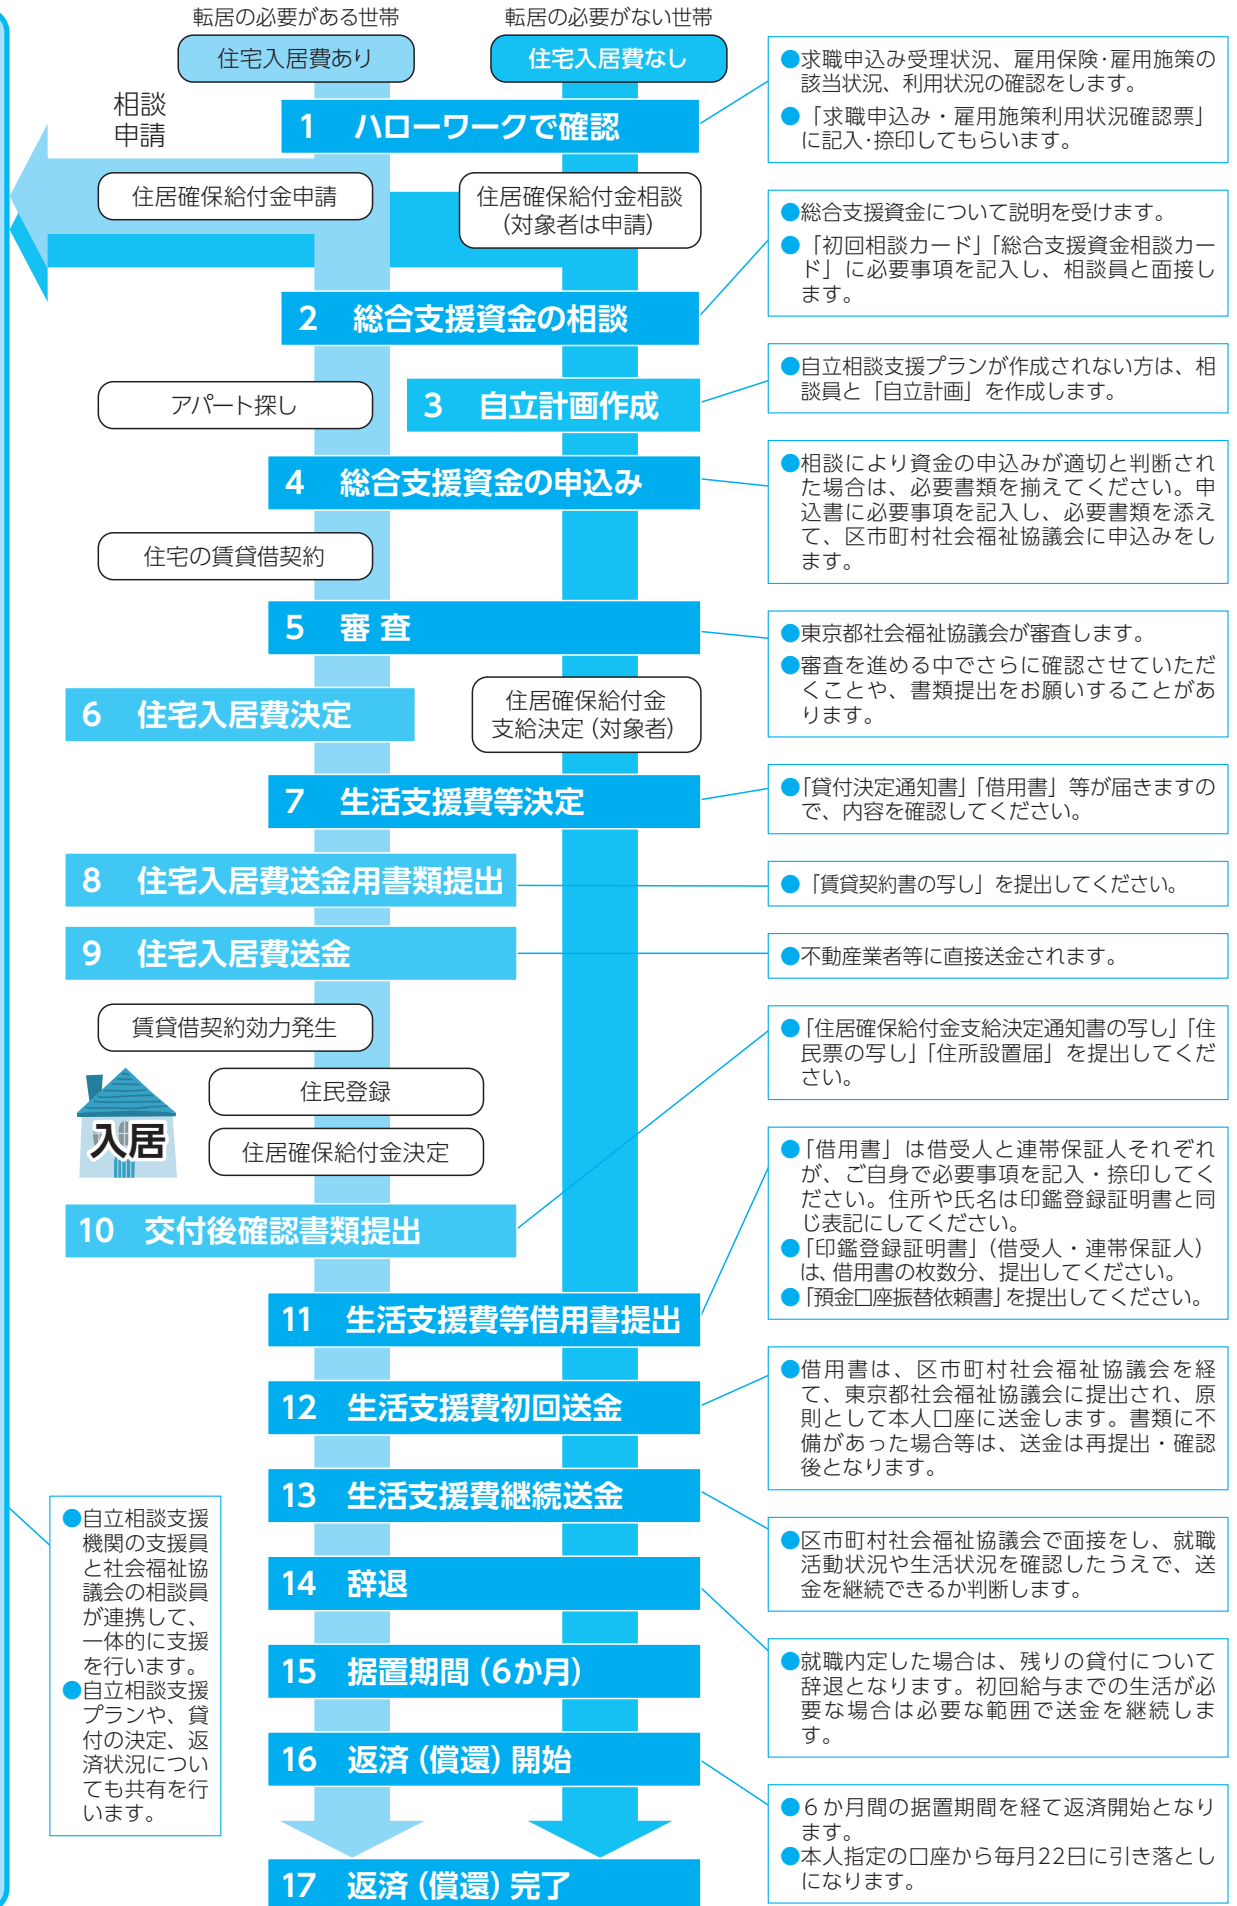 転居の必要がある世帯
転居の必要がない世帯
住宅入居費あり
住宅入居費なし
相談
申請
1 ハローワークで確認
●求職申込み受理状況、雇用保険・雇用施策の
該当状況、利用状況の確認をします。
●「求職申込み・雇用施策利用状況確認票」
に記入・捺印してもらいます。
住居確保給付金申請
住居確保給付金相談
(対象者は申請)
2 総合支援資金の相談
●総合支援資金について説明を受けます。
●「初回相談カード」「総合支援資金相談カー
ド」に必要事項を記入し、相談員と面接し
ます。
アパート探し
3 自立計画作成
●自立相談支援プランが作成されない方は、相
談員と「自立計画」を作成します。
4 総合支援資金の申込み
●相談により資金の申込みが適切と判断され
た場合は、必要書類を揃えてください。申
込書に必要事項を記入し、必要書類を添え
て、区市町村社会福祉協議会に申込みをし
ます。
住宅の賃貸借契約
5 審 査
●東京都社会福祉協議会が審査します。
●審査を進める中でさらに確認させていただ
くことや、書類提出をお願いすることがあ
ります。
6 住宅入居費決定
住居確保給付金
支給決定(対象者)
7 生活支援費等決定
●「貸付決定通知書」「借用書」等が届きますの
で、内容を確認してください。
8 住宅入居費送金用書類提出
●「賃貸契約書の写し」を提出してください。
9 住宅入居費送金
●不動産業者等に直接送金されます。
賃貸借契約効力発生
入居
住民登録
住居確保給付金決定
10 交付後確認書類提出
●「住居確保給付金支給決定通知書の写し」「住
民票の写し」「住所設置届」を提出してくだ
さい。
11 生活支援費等借用書提出
●「借用書」は借受人と連帯保証人それぞれ
が、ご自身で必要事項を記入・捺印してく
ださい。住所や氏名は印鑑登録証明書と同
じ表記にしてください。
●「印鑑登録証明書」(借受人・連帯保証人)
は、借用書の枚数分、提出してください。
●「預金口座振替依頼書」を提出してください。
12 生活支援費初回送金
●借用書は、区市町村社会福祉協議会を経
て、東京都社会福祉協議会に提出され、原
則として本人口座に送金します。書類に不
備があった場合等は、送金は再提出・確認
後となります。
13 生活支援費継続送金
●区市町村社会福祉協議会で面接をし、就職
活動状況や生活状況を確認したうえで、送
金を継続できるか判断します。
14 辞退
●就職内定した場合は、残りの貸付について
辞退となります。初回給与までの生活が必
要な場合は必要な範囲で送金を継続しま
す。
15 据置期間(6か月)
16 返済(償還)開始
●6か月間の据置期間を経て返済開始となり
ます。
●本人指定の口座から毎月22日に引き落とし
になります。
17 返済(償還)完了
●自立相談支援
機関の支援員
と社会福祉協
議会の相談員
が連携して、
一体的に支援
を行います。
●自立相談支援
プランや、貸
付の決定、返
済状況につい
ても共有を行
います。